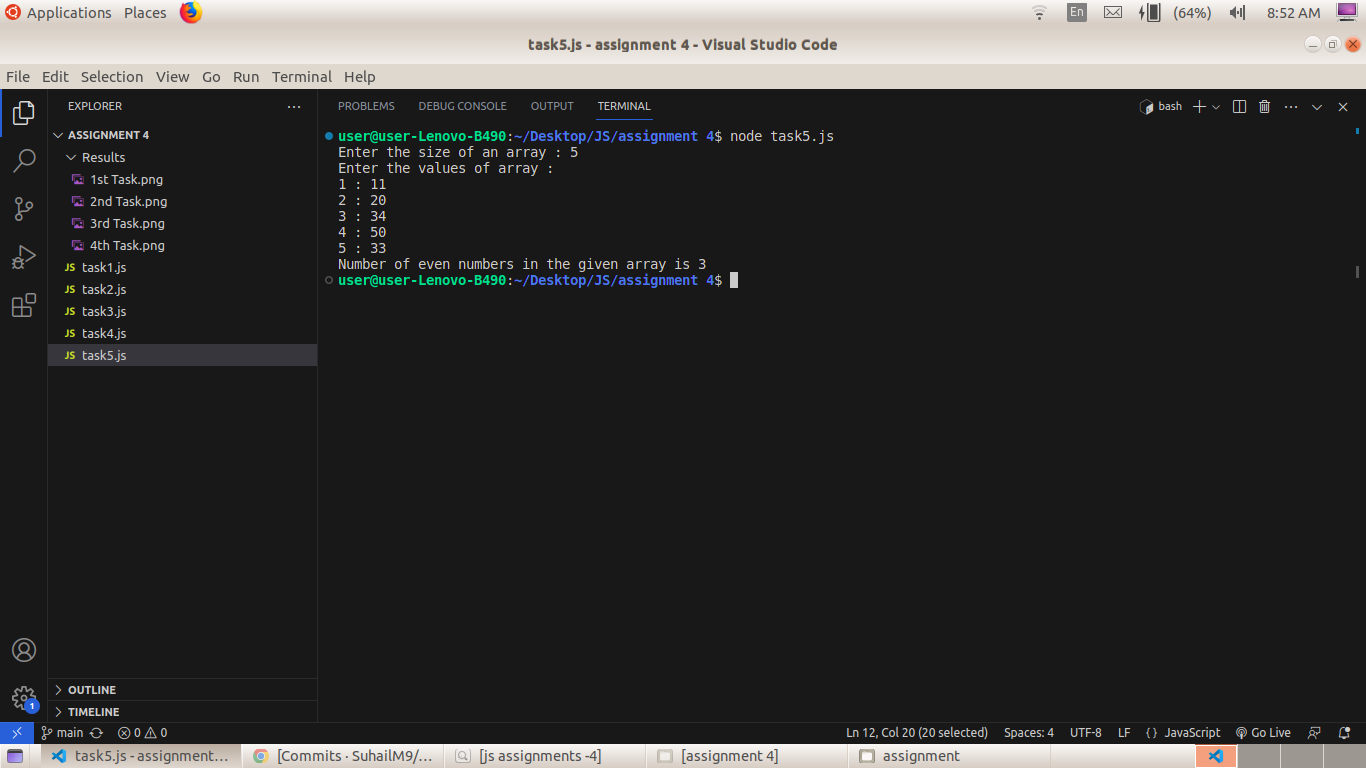 Applications Places En (64%) 8:52 AM
task5.js - assignment 4 - Visual Studio Code
File Edit Selection View Go Run Terminal Help
EXPLORER
ASSIGNMENT 4
Results
1st Task.png
2nd Task.png
3rd Task.png
4th Task.png
JS task1.js
JS task2.js
JS task3.js
JS task4.js
JS task5.js
OUTLINE
TIMELINE
1
PROBLEMS DEBUG CONSOLE OUTPUT TERMINAL bash
user@user-Lenovo-B490:~/Desktop/JS/assignment 4$ node task5.js
Enter the size of an array : 5
Enter the values of array :
1 : 11
2 : 20
3 : 34
4 : 50
5 : 33
Number of even numbers in the given array is 3
user@user-Lenovo-B490:~/Desktop/JS/assignment 4$
main 0 0 Ln 12, Col 20 (20 selected) Spaces: 4 UTF-8 LF { } JavaScript Go Live
task5.js - assignment... [Commits · SuhailM9/... [js assignments -4] [assignment 4] assignment